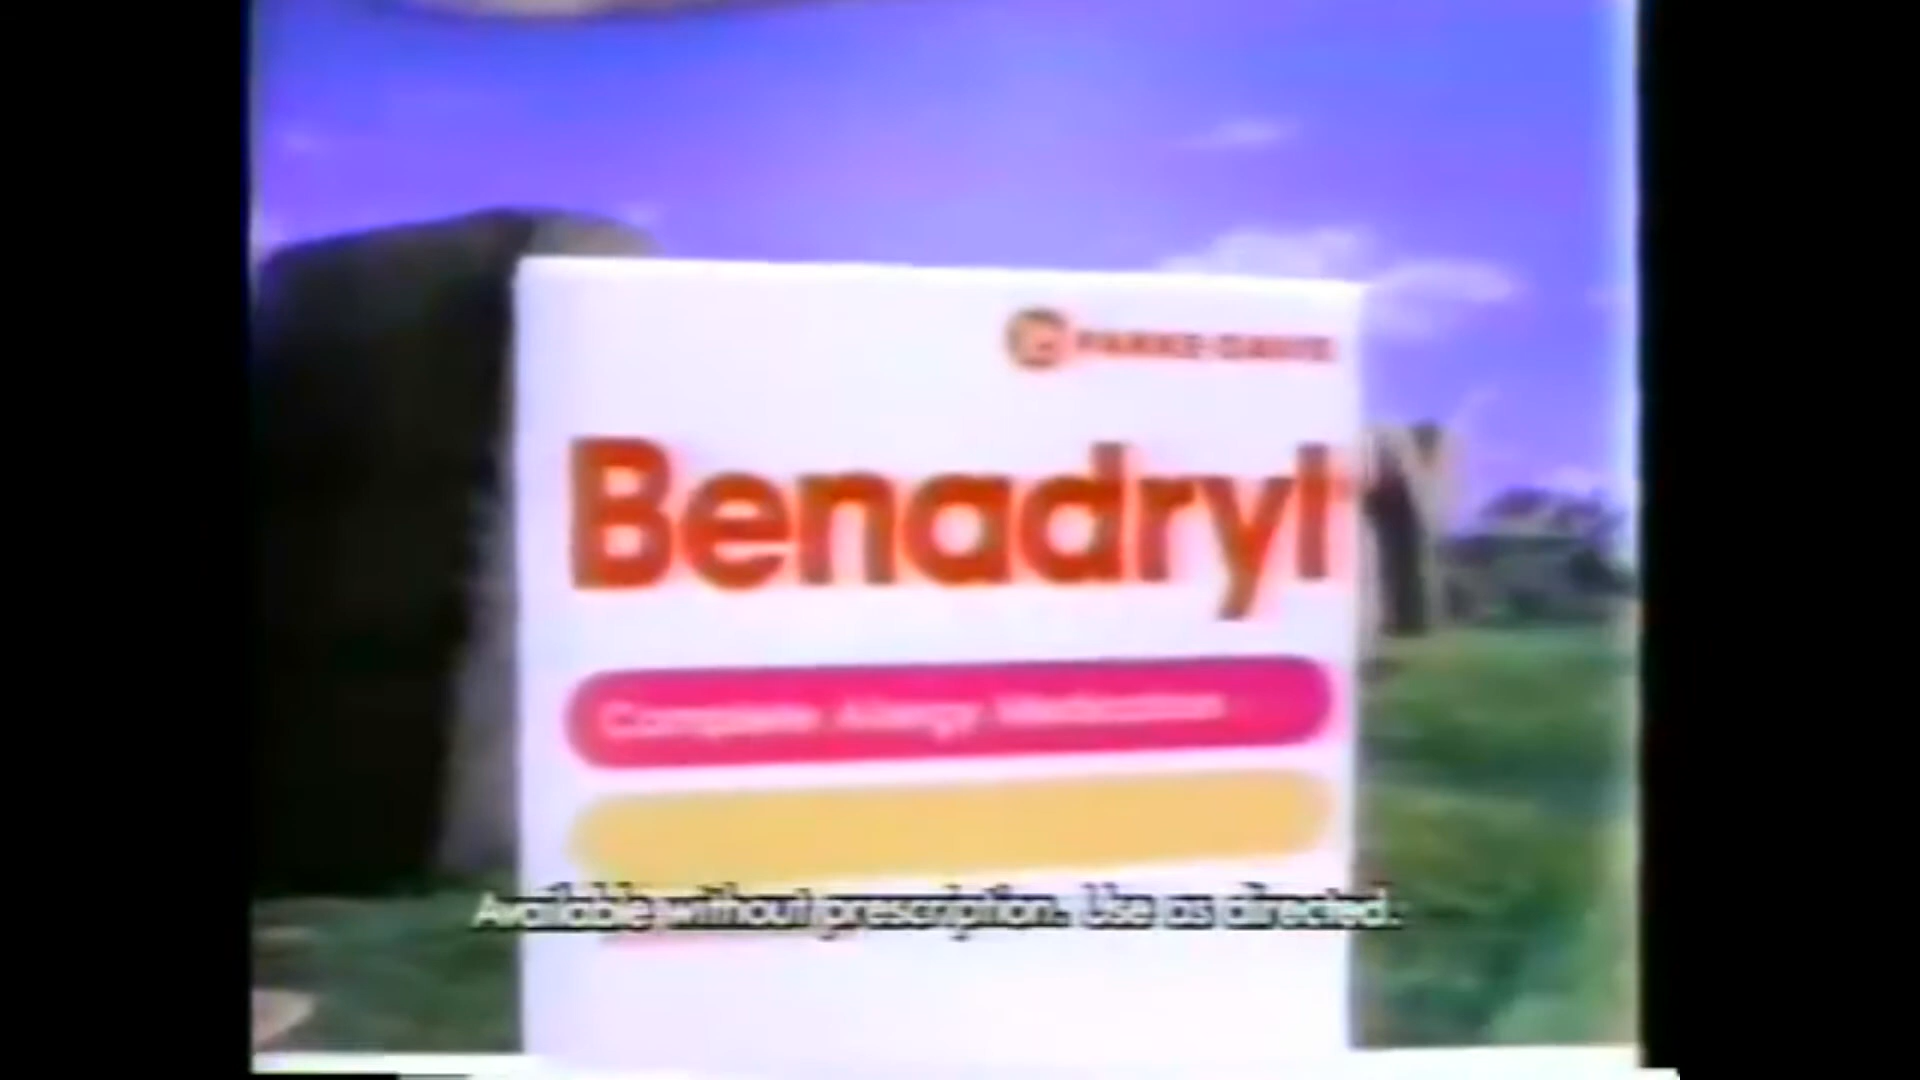 PARKE-DAVIS
Benadryl
Complete Allergy Medication
Available without prescription. Use as directed.